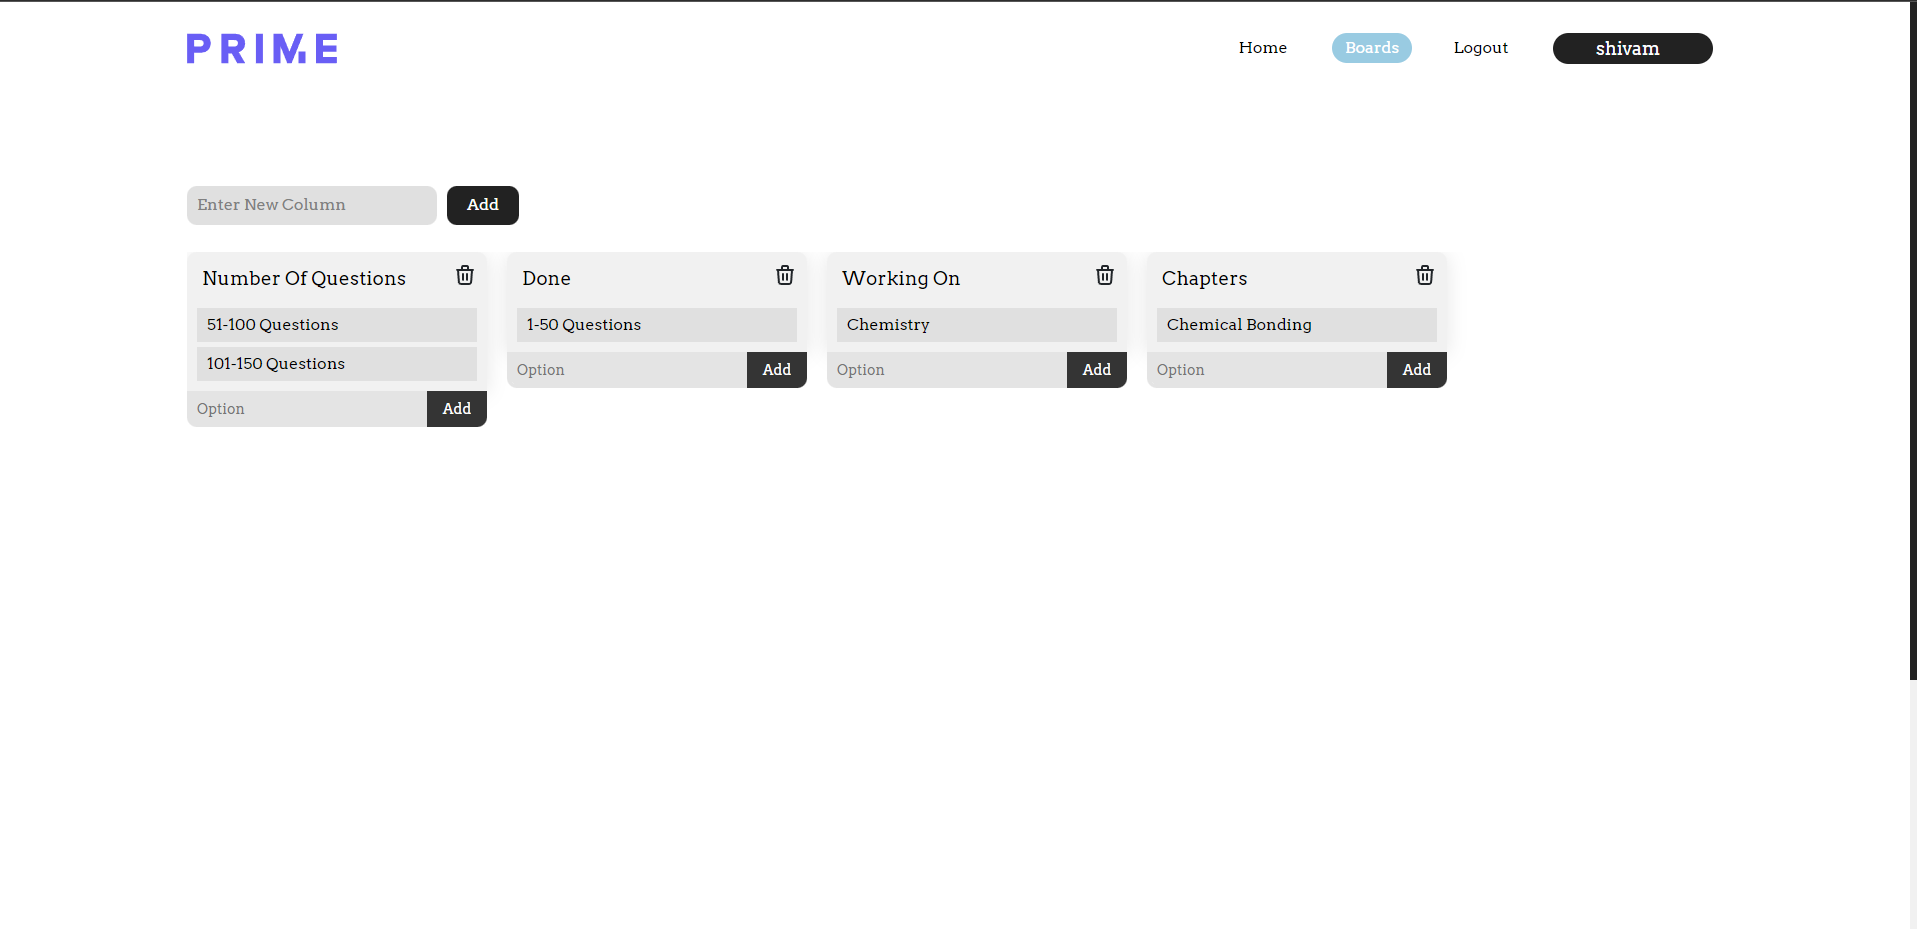 PRIME
Home Boards Logout shivam
Enter New Column Add
Number Of Questions
51-100 Questions
101-150 Questions
Option Add
Done
1-50 Questions
Option Add
Working On
Chemistry
Option Add
Chapters
Chemical Bonding
Option Add